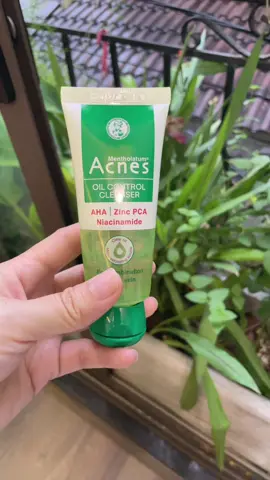 Mentholatum
Acnes
OIL CONTROL
CLEANSER
AHA | Zinc PCA
Niacinamide